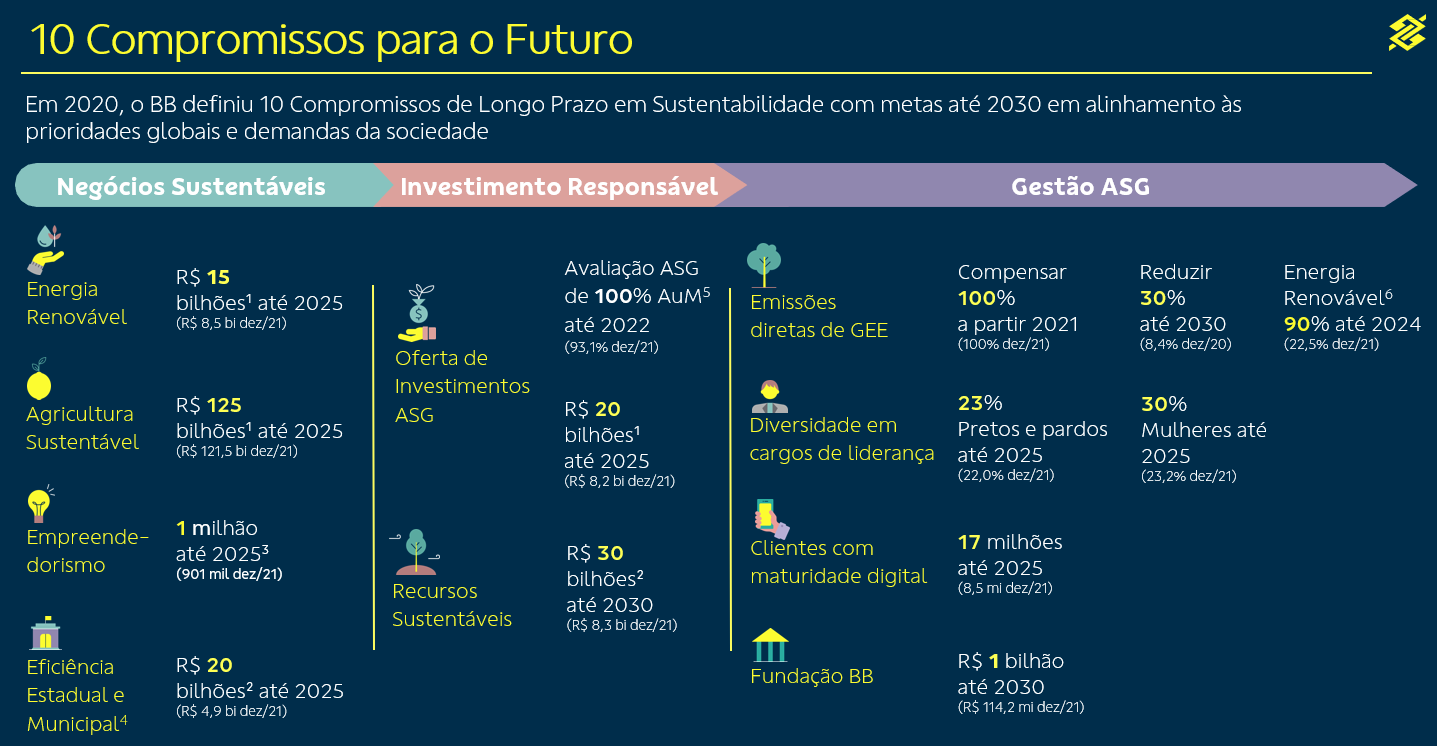 10 Compromissos para o Futuro
Em 2020, o BB definiu 10 Compromissos de Longo Prazo em Sustentabilidade com metas até 2030 em alinhamento às
prioridades globais e demandas da sociedade
Negócios Sustentáveis
Energia
Renovável
R$ 15
bilhões¹ até 2025
(R$ 8,5 bi dez/21)
Agricultura
Sustentável
R$ 125
bilhões¹ até 2025
(R$ 121,5 bi dez/21)
Empreende-
dorismo
1 milhão
até 2025³
(901 mil dez/21)
Eficiência
Estadual e
Municipal⁴
R$ 20
bilhões² até 2025
(R$ 4,9 bi dez/21)
Investimento Responsável
$
Oferta de
Investimentos
ASG
Avaliação ASG
de 100% AuM⁵
até 2022
(93,1% dez/21)
R$ 20
bilhões¹
até 2025
(R$ 8,2 bi dez/21)
Recursos
Sustentáveis
R$ 30
bilhões²
até 2030
(R$ 8,3 bi dez/21)
Gestão ASG
Emissões
diretas de GEE
Compensar
100%
a partir 2021
(100% dez/21)
Reduzir
30%
até 2030
(8,4% dez/20)
Energia
Renovável⁶
90% até 2024
(22,5% dez/21)
Diversidade em
cargos de liderança
23%
Pretos e pardos
até 2025
(22,0% dez/21)
30%
Mulheres até
2025
(23,2% dez/21)
Clientes com
maturidade digital
17 milhões
até 2025
(8,5 mi dez/21)
Fundação BB
R$ 1 bilhão
até 2030
(R$ 114,2 mi dez/21)